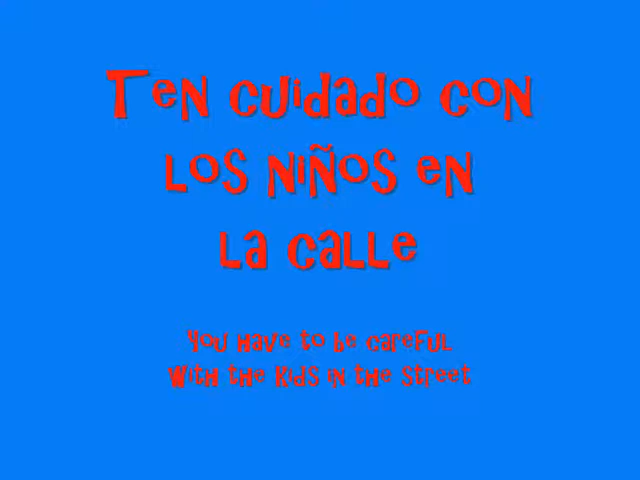 Ten cuidado con
los niños en
la calle
You have to be careful
with the kids in the street